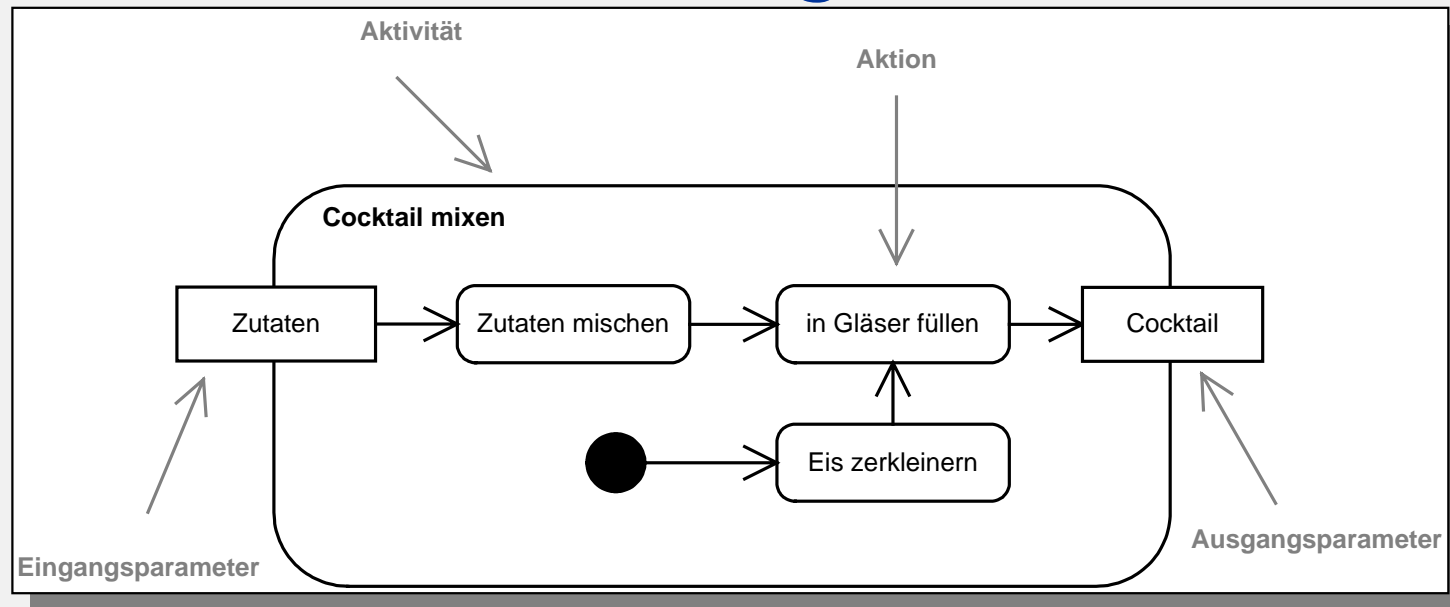 Aktivität
Aktion
Cocktail mixen
Zutaten
Zutaten mischen
in Gläser füllen
Cocktail
Eis zerkleinern
Ausgangsparameter
Eingangsparameter